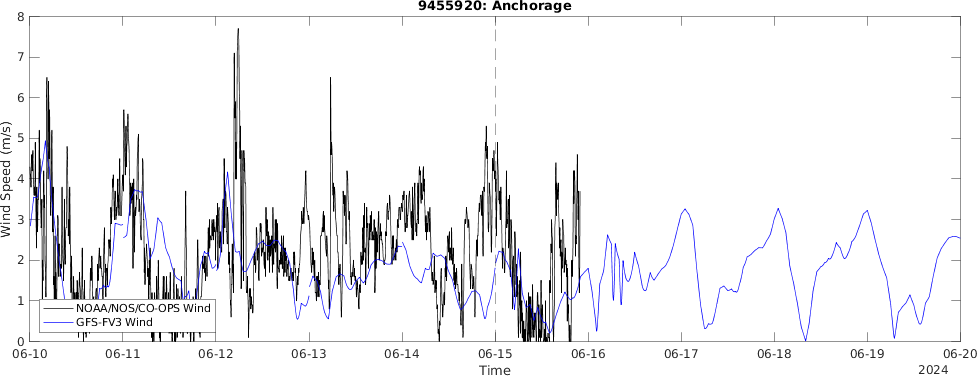 9455920: Anchorage
8
7
6
5
4
3
2
1
0
Wind Speed (m/s)
NOAA/NOS/CO-OPS Wind
GFS-FV3 Wind
06-10 06-11 06-12 06-13 06-14 06-15 06-16 06-17 06-18 06-19 06-20
Time
2024